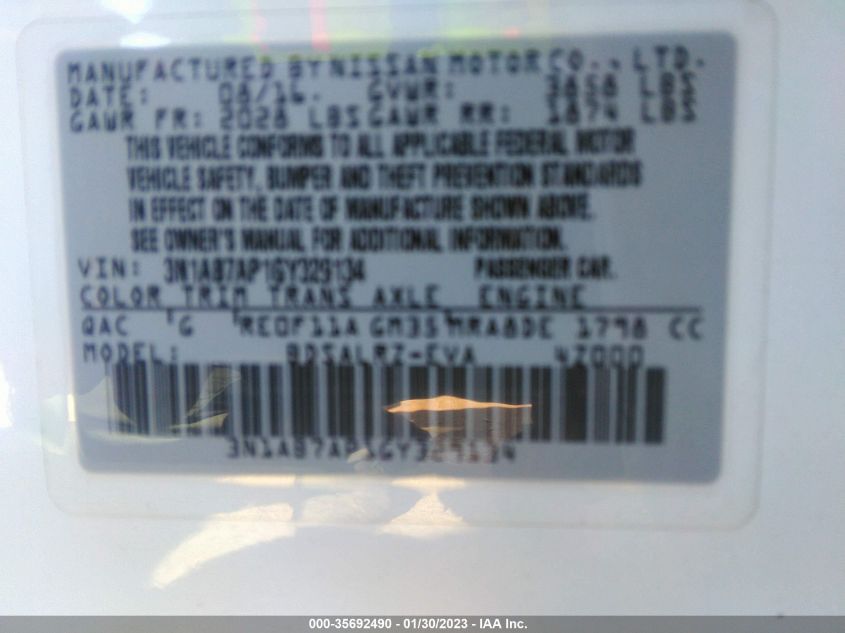 MANUFACTURED BY NISSAN MOTOR CO., LTD.
DATE: 08/16. GVWR: 3858 LBS
GAWR FR: 2028 LBS GAWR RR: 1874 LBS
THIS VEHICLE CONFORMS TO ALL APPLICABLE FEDERAL MOTOR
VEHICLE SAFETY, BUMPER AND THEFT PREVENTION STANDARDS
IN EFFECT ON THE DATE OF MANUFACTURE SHOWN ABOVE.
SEE OWNER'S MANUAL FOR ADDITIONAL INFORMATION.
VIN: 3N1AB7AP1GY329134 PASSENGER CAR.
COLOR TRIM TRANS AXLE ENGINE
QAC G RE0F11A GM35 MRA8DE 1798 CC
MODEL: BDSALRZ-EVA 4Z000
3N1AB7AP1GY329134
000-35692490 - 01/30/2023 - IAA Inc.